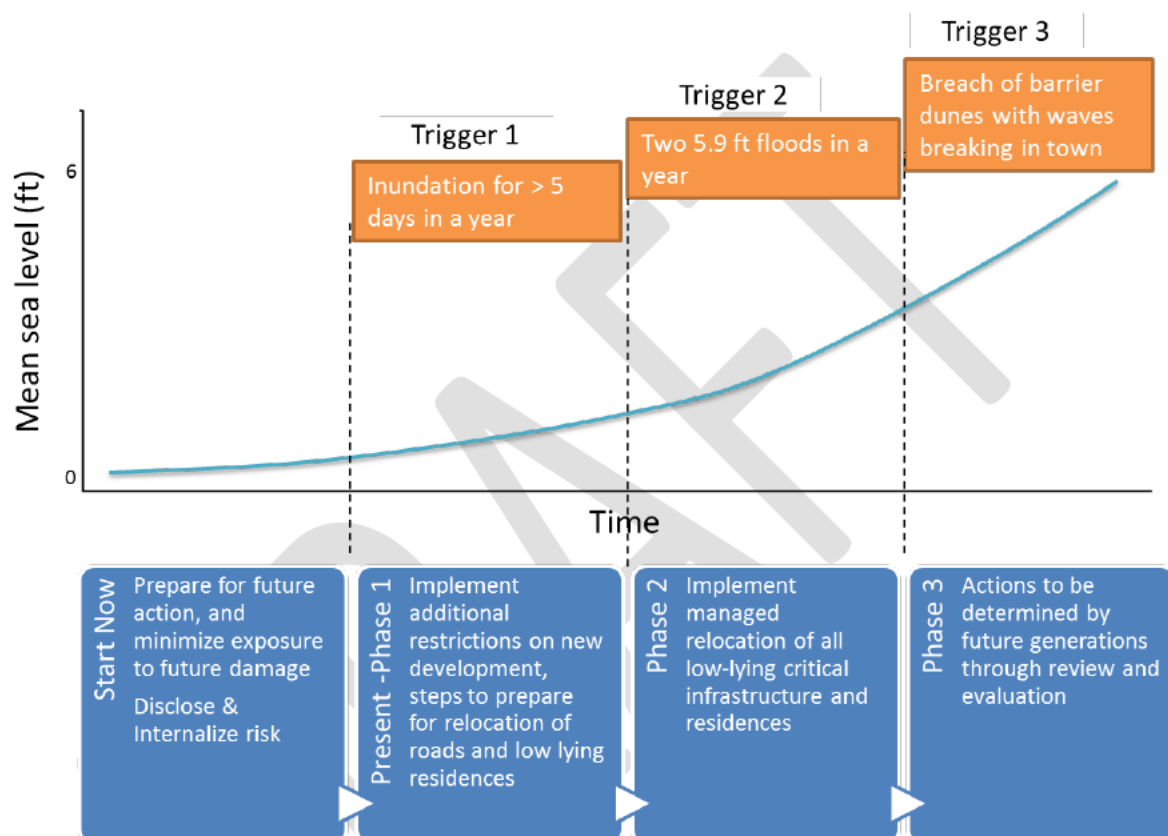 Trigger 3
Breach of barrier
dunes with waves
breaking in town
Trigger 2
Two 5.9 ft floods in a
year
Trigger 1
Inundation for > 5
days in a year
Mean sea level (ft)
6
0
Time
DRAFT
Start Now
Prepare for future
action, and
minimize exposure
to future damage
Disclose &
Internalize risk
Present -Phase 1
Implement
additional
restrictions on new
development,
steps to prepare
for relocation of
roads and low lying
residences
Phase 2
Implement
managed
relocation of all
low-lying critical
infrastructure and
residences
Phase 3
Actions to be
determined by
future generations
through review and
evaluation